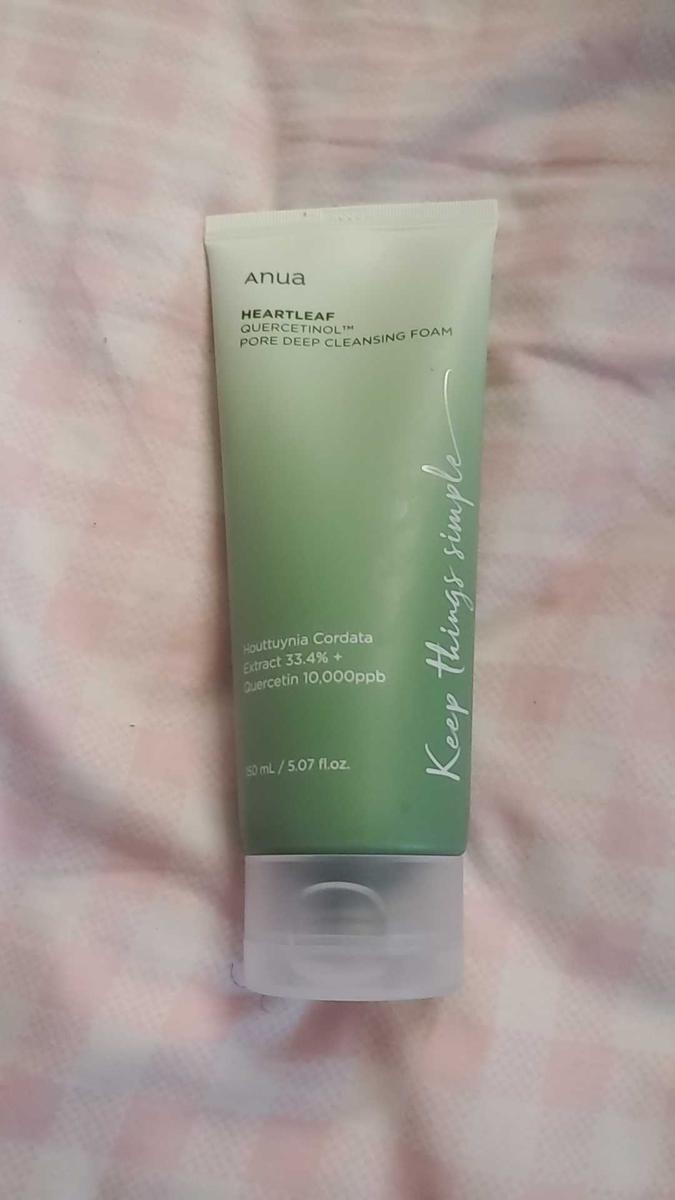 Anua
HEARTLEAF
QUERCETINOL™
PORE DEEP CLEANSING FOAM
Keep things simple
Houttuynia Cordata
Extract 33.4% +
Quercetin 10,000ppb
150 mL / 5.07 fl.oz.